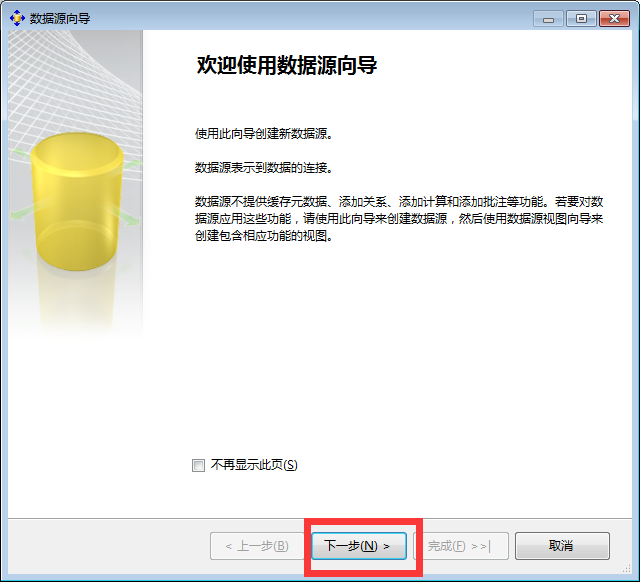 数据源向导
欢迎使用数据源向导
使用此向导创建新数据源。
数据源表示到数据的连接。
数据源不提供缓存元数据、添加关系、添加计算和添加批注等功能。若要对数
据源应用这些功能，请使用此向导来创建数据源，然后使用数据源视图向导来
创建包含相应功能的视图。
不再显示此页(S)
< 上一步(B) 下一步(N) > 完成(F) >>| 取消